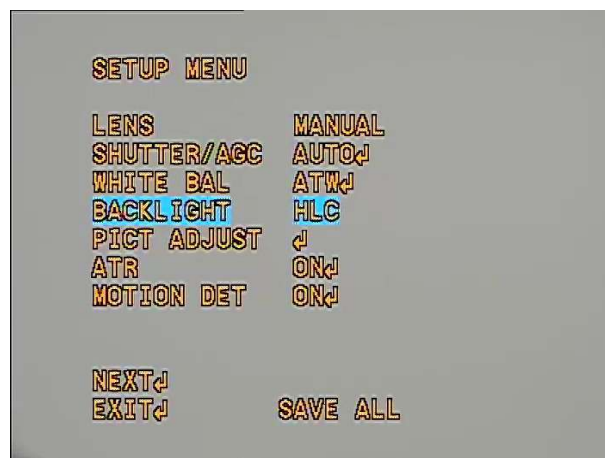 SETUP MENU
LENS MANUAL
SHUTTER/AGC AUTO↲
WHITE BAL ATW↲
BACKLIGHT HLC
PICT ADJUST ↲
ATR ON↲
MOTION DET ON↲
NEXT↲
EXIT↲ SAVE ALL